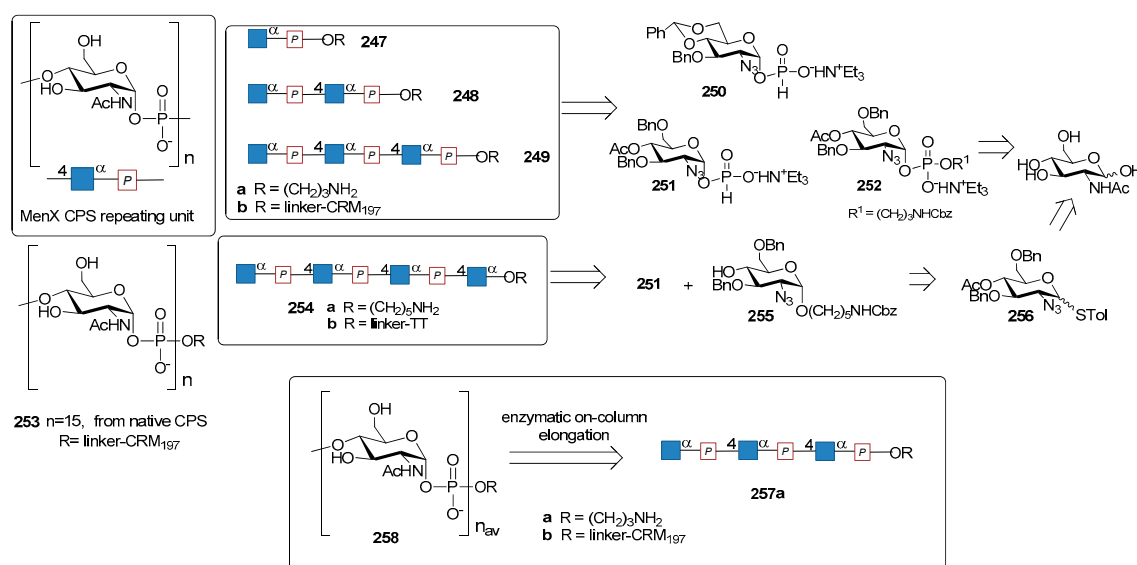 OH
O
HO
AcHN
O
O P
O-
n
4 α P
MenX CPS repeating unit
α P OR 247
α P 4 α P OR 248
α P 4 α P 4 α P OR 249
a R = (CH2)3NH2
b R = linker-CRM197
Ph O O O
BnO
N3
O O
P O-HN+Et3
H
250
OBn
AcO O
BnO
N3
O O
P O-HN+Et3
H
251
OBn
AcO O
BnO
N3
O O
P OR1
O-HN+Et3
252
R1 = (CH2)3NHCbz
OH
HO O
HO OH
NHAc
OH
O
HO
AcHN
O
O P OR
O-
n
253 n=15, from native CPS
R= linker-CRM197
α P 4 α P 4 α P 4 α OR
254 a R = (CH2)5NH2
b R = linker-TT
251 +
OBn
HO O
BnO
N3
O(CH2)5NHCbz
255
OBn
AcO O
BnO
N3
STol
256
OH
O
HO
AcHN
O
O P OR
O-
nav
258
enzymatic on-column
elongation
α P 4 α P 4 α P OR
257a
a R = (CH2)3NH2
b R = linker-CRM197